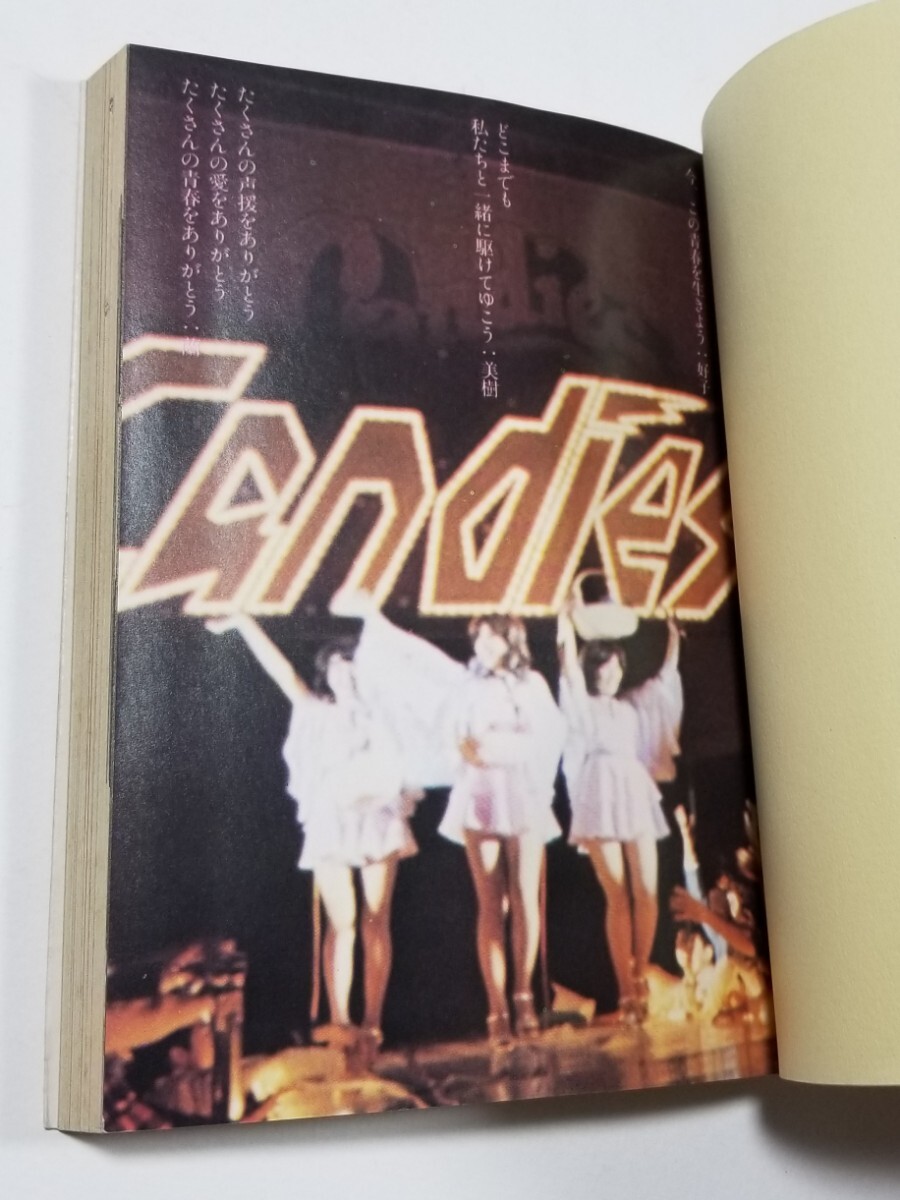 今、この青春を生きよう‥好子
どこまでも
私たちと一緒に駆けてゆこう‥美樹
たくさんの声援をありがとう
たくさんの愛をありがとう
たくさんの青春をありがとう‥蘭
Candies
Candies